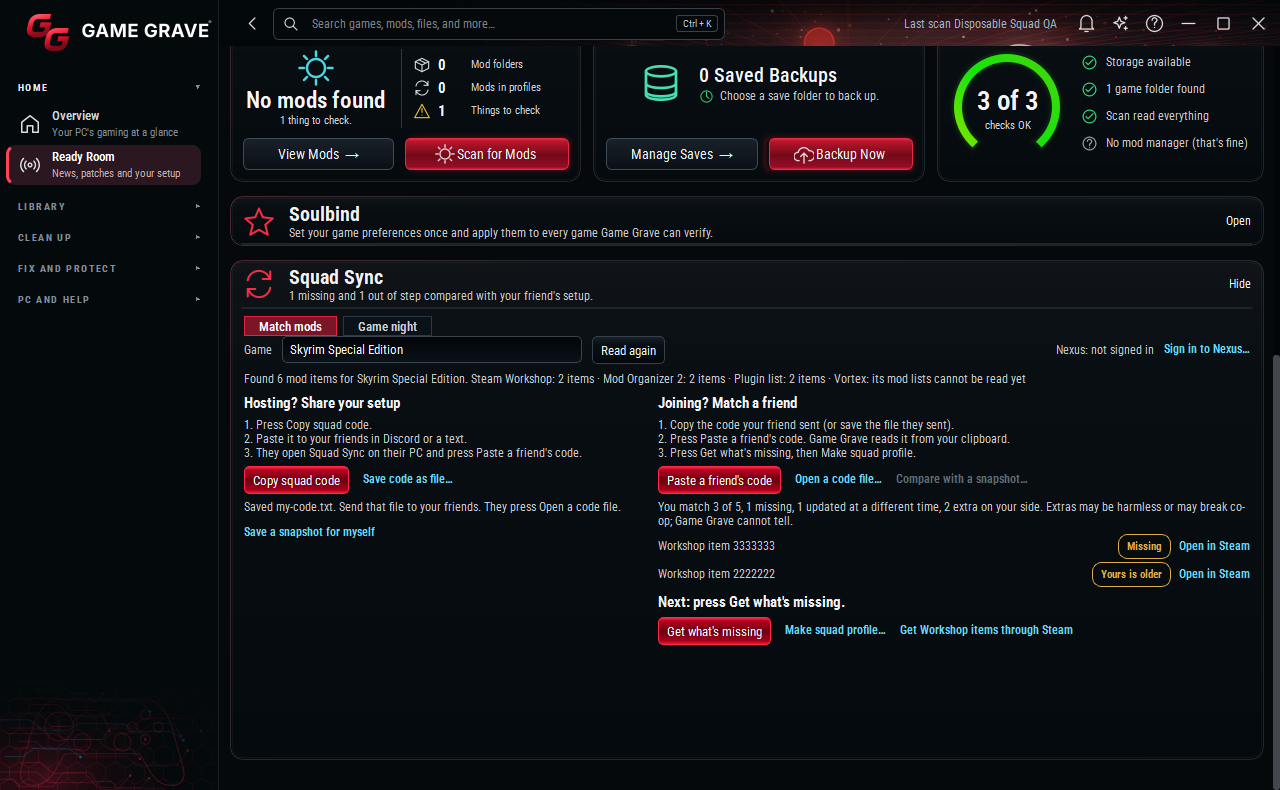 GAME GRAVE
Search games, mods, files, and more...
Ctrl + K
Last scan Disposable Squad QA
HOME
Overview
Your PC's gaming at a glance
Ready Room
News, patches and your setup
LIBRARY
CLEAN UP
FIX AND PROTECT
PC AND HELP
No mods found
1 thing to check.
0 Mod folders
0 Mods in profiles
1 Things to check
View Mods →
Scan for Mods
0 Saved Backups
Choose a save folder to back up.
Manage Saves →
Backup Now
3 of 3
checks OK
Storage available
1 game folder found
Scan read everything
No mod manager (that's fine)
Soulbind
Set your game preferences once and apply them to every game Game Grave can verify.
Open
Squad Sync
1 missing and 1 out of step compared with your friend's setup.
Hide
Match mods
Game night
Game
Skyrim Special Edition
Read again
Nexus: not signed in
Sign in to Nexus...
Found 6 mod items for Skyrim Special Edition. Steam Workshop: 2 items · Mod Organizer 2: 2 items · Plugin list: 2 items · Vortex: its mod lists cannot be read yet
Hosting? Share your setup
1. Press Copy squad code.
2. Paste it to your friends in Discord or a text.
3. They open Squad Sync on their PC and press Paste a friend's code.
Copy squad code
Save code as file...
Saved my-code.txt. Send that file to your friends. They press Open a code file.
Save a snapshot for myself
Joining? Match a friend
1. Copy the code your friend sent (or save the file they sent).
2. Press Paste a friend's code. Game Grave reads it from your clipboard.
3. Press Get what's missing, then Make squad profile.
Paste a friend's code
Open a code file...
Compare with a snapshot...
You match 3 of 5, 1 missing, 1 updated at a different time, 2 extra on your side. Extras may be harmless or may break co-
op; Game Grave cannot tell.
Workshop item 3333333
Missing
Open in Steam
Workshop item 2222222
Yours is older
Open in Steam
Next: press Get what's missing.
Get what's missing
Make squad profile...
Get Workshop items through Steam